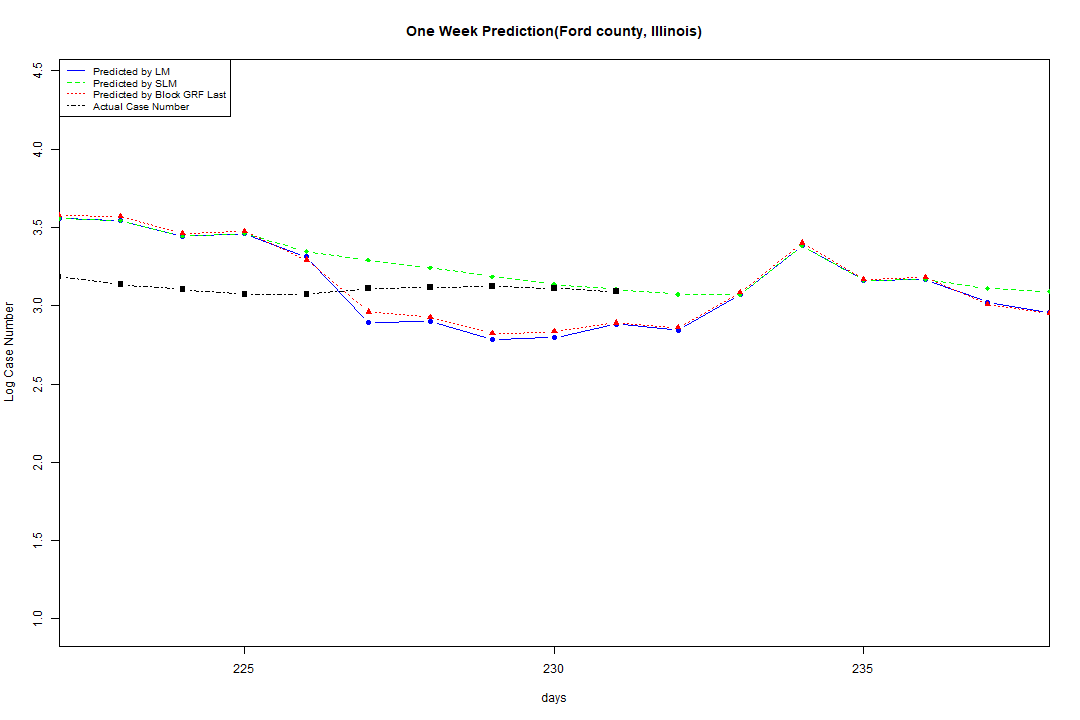 One Week Prediction(Ford county, Illinois)
Predicted by LM
Predicted by SLM
Predicted by Block GRF Last
Actual Case Number
4.5
4.0
3.5
3.0
2.5
2.0
1.5
1.0
Log Case Number
225 230 235
days